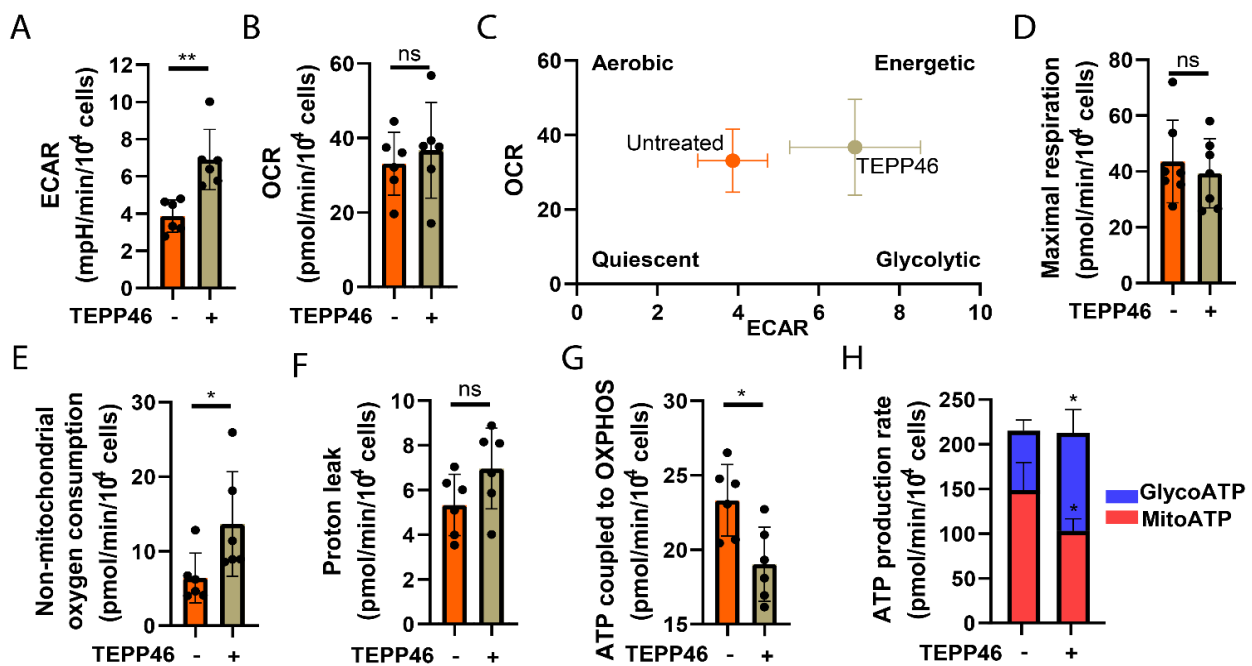 A
ECAR
(mpH/min/10⁴ cells)
12
10
8
6
4
2
0
**
TEPP46 - +
B
OCR
(pmol/min/10⁴ cells)
60
40
20
0
ns
TEPP46 - +
C
OCR
60
40
20
0
Aerobic Energetic
Untreated
TEPP46
Quiescent Glycolytic
0 2 4 6 8 10
ECAR
D
Maximal respiration
(pmol/min/10⁴ cells)
80
60
40
20
0
ns
TEPP46 - +
E
Non-mitochondrial
oxygen consumption
(pmol/min/10⁴ cells)
30
20
10
0
*
TEPP46 - +
F
Proton leak
(pmol/min/10⁴ cells)
10
8
6
4
2
0
ns
TEPP46 - +
G
ATP coupled to OXPHOS
(pmol/min/10⁴ cells)
30
25
20
15
*
TEPP46 - +
H
ATP production rate
(pmol/min/10⁴ cells)
250
200
150
100
50
0
*
*
TEPP46 - +
GlycoATP
MitoATP